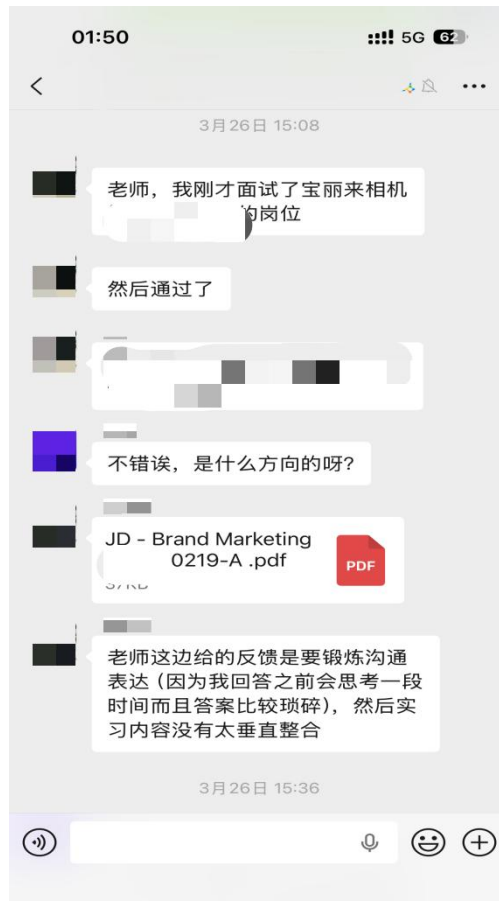 01:50
5G 62
3月26日 15:08
老师，我刚才面试了宝丽来相机
的岗位
然后通过了
不错诶，是什么方向的呀?
JD - Brand Marketing
0219-A .pdf
PDF
37KB
老师这边给的反馈是要锻炼沟通
表达（因为我回答之前会思考一段
时间而且答案比较琐碎），然后实
习内容没有太垂直整合
3月26日 15:36